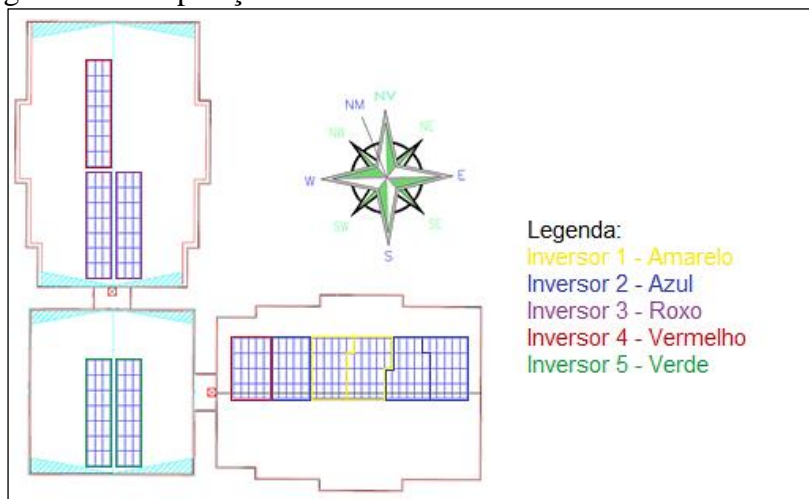 NV
NM
NW
NE
W
E
SW
SE
S
Legenda:
Inversor 1 - Amarelo
Inversor 2 - Azul
Inversor 3 - Roxo
Inversor 4 - Vermelho
Inversor 5 - Verde